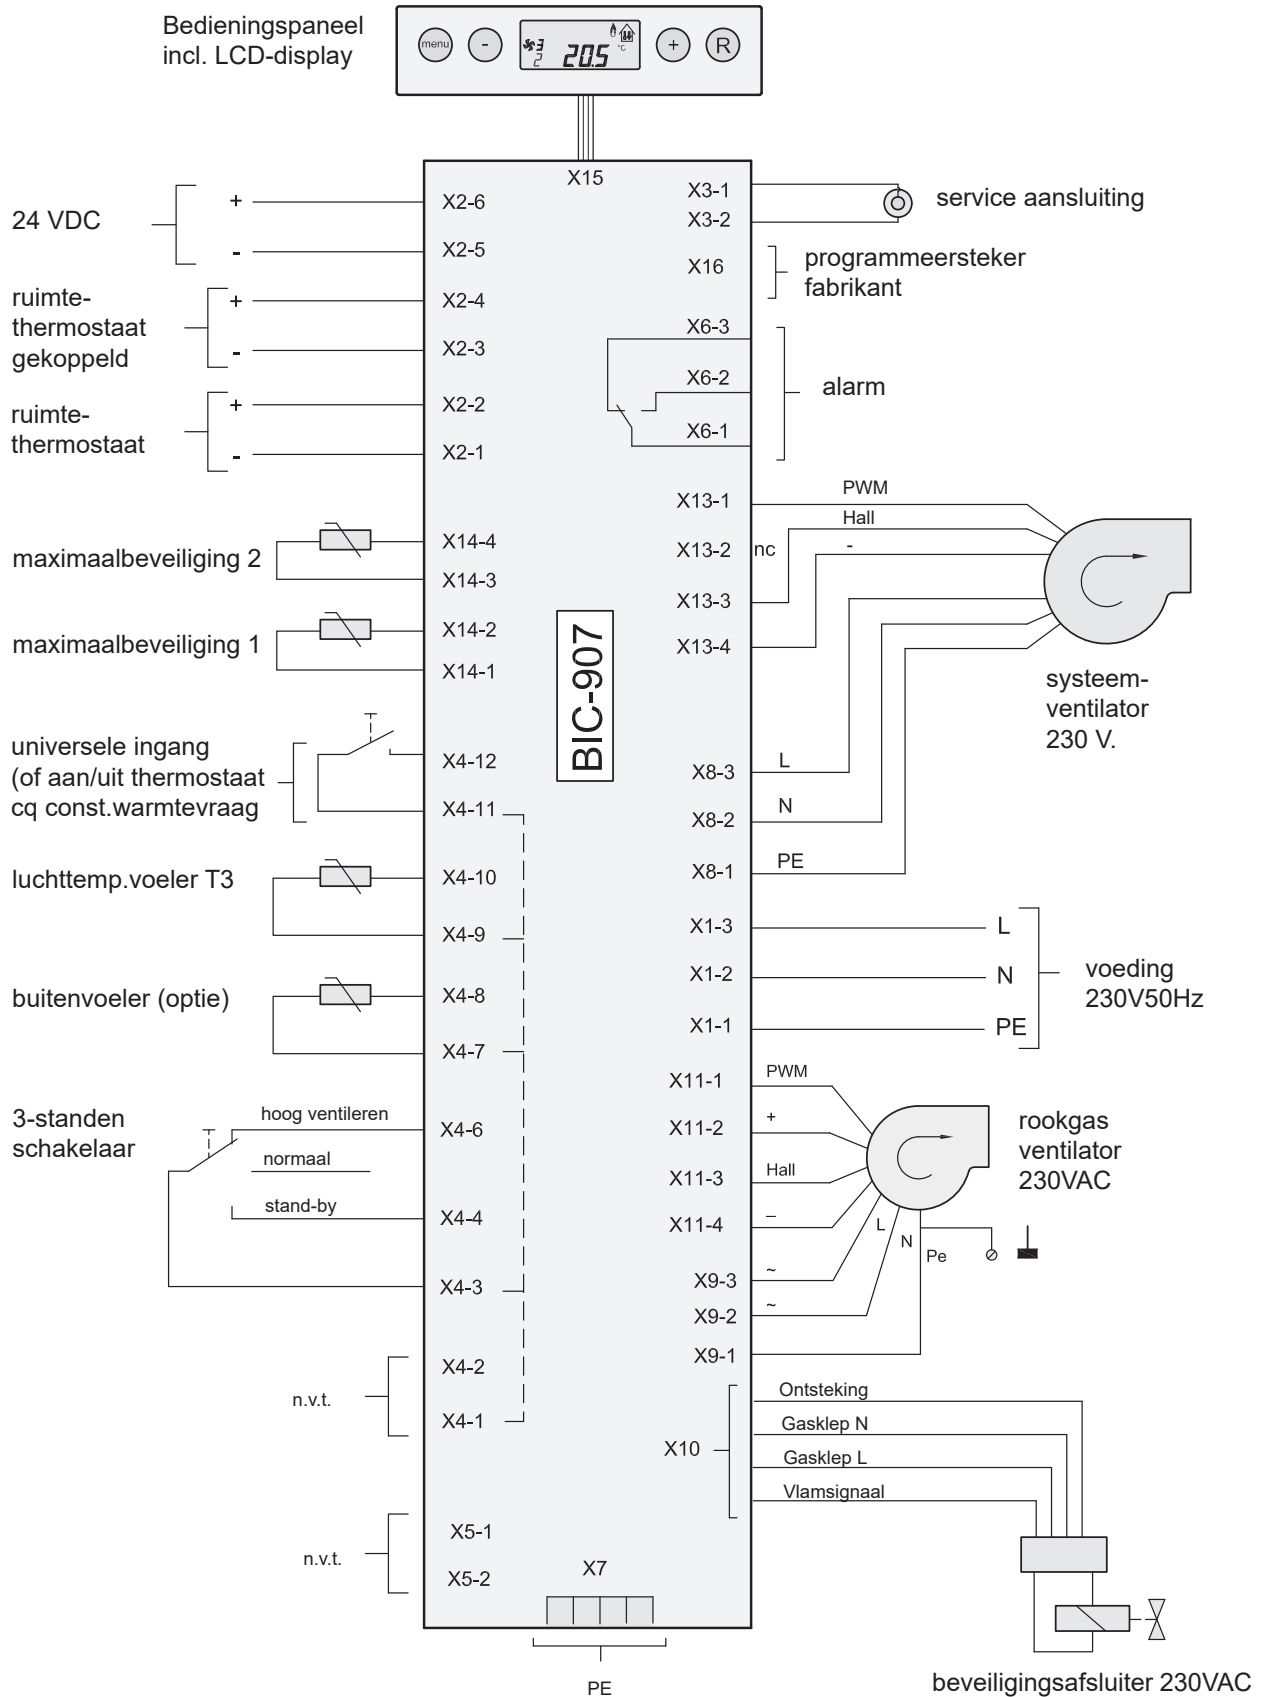 Bedieningspaneel
incl. LCD-display
menu
-
3
2
20.5
°C
+
R
X15
24 VDC
+
-
X2-6
X2-5
ruimte-
thermostaat
gekoppeld
+
-
X2-4
X2-3
ruimte-
thermostaat
+
-
X2-2
X2-1
maximaalbeveiliging 2
X14-4
X14-3
maximaalbeveiliging 1
X14-2
X14-1
universele ingang
(of aan/uit thermostaat
cq const.warmtevraag
X4-12
X4-11
luchttemp.voeler T3
X4-10
X4-9
buitenvoeler (optie)
X4-8
X4-7
3-standen
schakelaar
hoog ventileren
normaal
stand-by
X4-6
X4-4
X4-3
n.v.t.
X4-2
X4-1
n.v.t.
X5-1
X5-2
BIC-907
X7
PE
X3-1
X3-2
service aansluiting
X16
programmeersteker
fabrikant
X6-3
X6-2
X6-1
alarm
X13-1
PWM
Hall
X13-2
nc
-
X13-3
X13-4
systeem-
ventilator
230 V.
X8-3
L
X8-2
N
X8-1
PE
X1-3
L
X1-2
N
X1-1
PE
voeding
230V50Hz
X11-1
PWM
X11-2
+
X11-3
Hall
X11-4
–
rookgas
ventilator
230VAC
L
N
Pe
X9-3
~
X9-2
~
X9-1
X10
Ontsteking
Gasklep N
Gasklep L
Vlamsignaal
beveiligingsafsluiter 230VAC